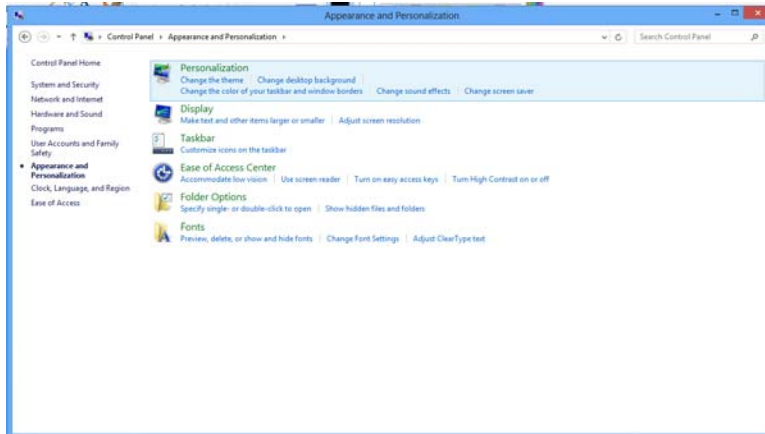 Appearance and Personalization
Control Panel Appearance and Personalization
Search Control Panel
Control Panel Home
System and Security
Network and Internet
Hardware and Sound
Programs
User Accounts and Family
Safety
Appearance and
Personalization
Clock, Language, and Region
Ease of Access
Personalization
Change the theme Change desktop background
Change the color of your taskbar and window borders Change sound effects Change screen saver
Display
Make text and other items larger or smaller Adjust screen resolution
Taskbar
Customize icons on the taskbar
Ease of Access Center
Accommodate low vision Use screen reader Turn on easy access keys Turn High Contrast on or off
Folder Options
Specify single- or double-click to open Show hidden files and folders
Fonts
Preview, delete, or show and hide fonts Change Font Settings Adjust ClearType text